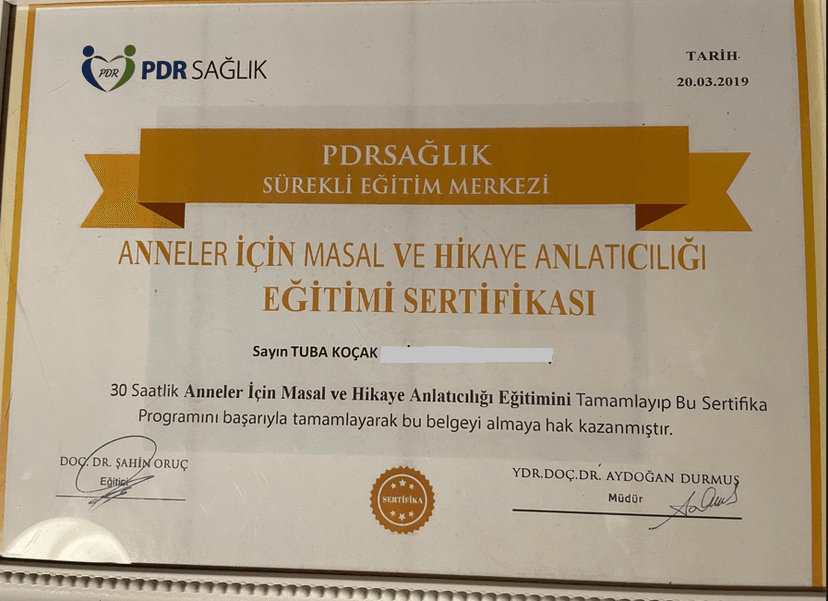 PDR
PDR SAĞLIK
TARİH
20.03.2019
PDRSAĞLIK
SÜREKLİ EĞİTİM MERKEZİ
ANNELER İÇİN MASAL VE HİKAYE ANLATICILIĞI
EĞİTİMİ SERTİFİKASI
Sayın TUBA KOÇAK
30 Saatlik Anneler İçin Masal ve Hikaye Anlatıcılığı Eğitimini Tamamlayıp Bu Sertifika
Programını başarıyla tamamlayarak bu belgeyi almaya hak kazanmıştır.
DOÇ. DR. ŞAHİN ORUÇ
Eğitici
SERTİFİKA
YDR.DOÇ.DR. AYDOĞAN DURMUŞ
Müdür